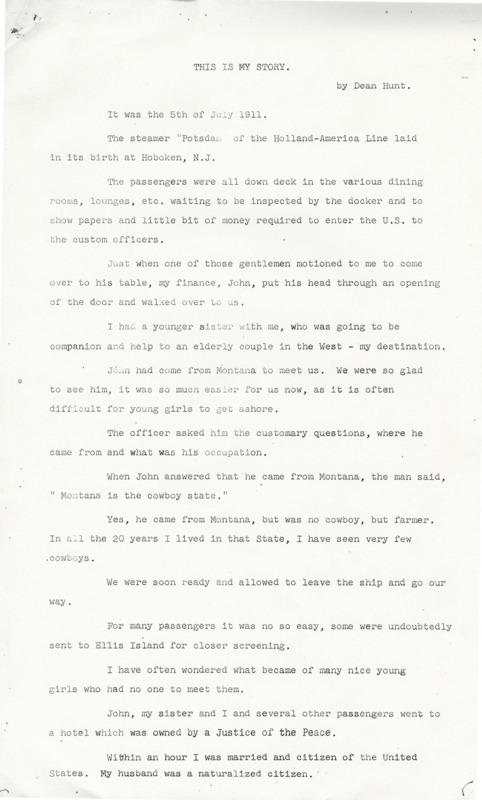 THIS IS MY STORY.
by Dean Hunt.
It was the 5th of July 1911.
The steamer "Potsdam of the Holland-America Line laid
in its birth at Hoboken, N.J.
The passengers were all down deck in the various dining
rooms, lounges, etc. waiting to be inspected by the docker and to
show papers and little bit of money required to enter the U.S. to
the custom officers.
Just when one of those gentlemen motioned to me to come
over to his table, my finance, John, put his head through an opening
of the door and walked over to us.
I had a younger sister with me, who was going to be
companion and help to an elderly couple in the West - my destination.
John had come from Montana to meet us. We were so glad
to see him, it was so much easier for us now, as it is often
difficult for young girls to get ashore.
The officer asked him the customary questions, where he
came from and what was his occupation.
When John answered that he came from Montana, the man said,
" Montana is the cowboy state."
Yes, he came from Montana, but was no cowboy, but farmer.
In all the 20 years I lived in that State, I have seen very few
cowboys.
We were soon ready and allowed to leave the ship and go our
way.
For many passengers it was no so easy, some were undoubtedly
sent to Ellis Island for closer screening.
I have often wondered what became of many nice young
girls who had no one to meet them.
John, my sister and I and several other passengers went to
a hotel which was owned by a Justice of the Peace.
Within an hour I was married and citizen of the United
States. My husband was a naturalized citizen.